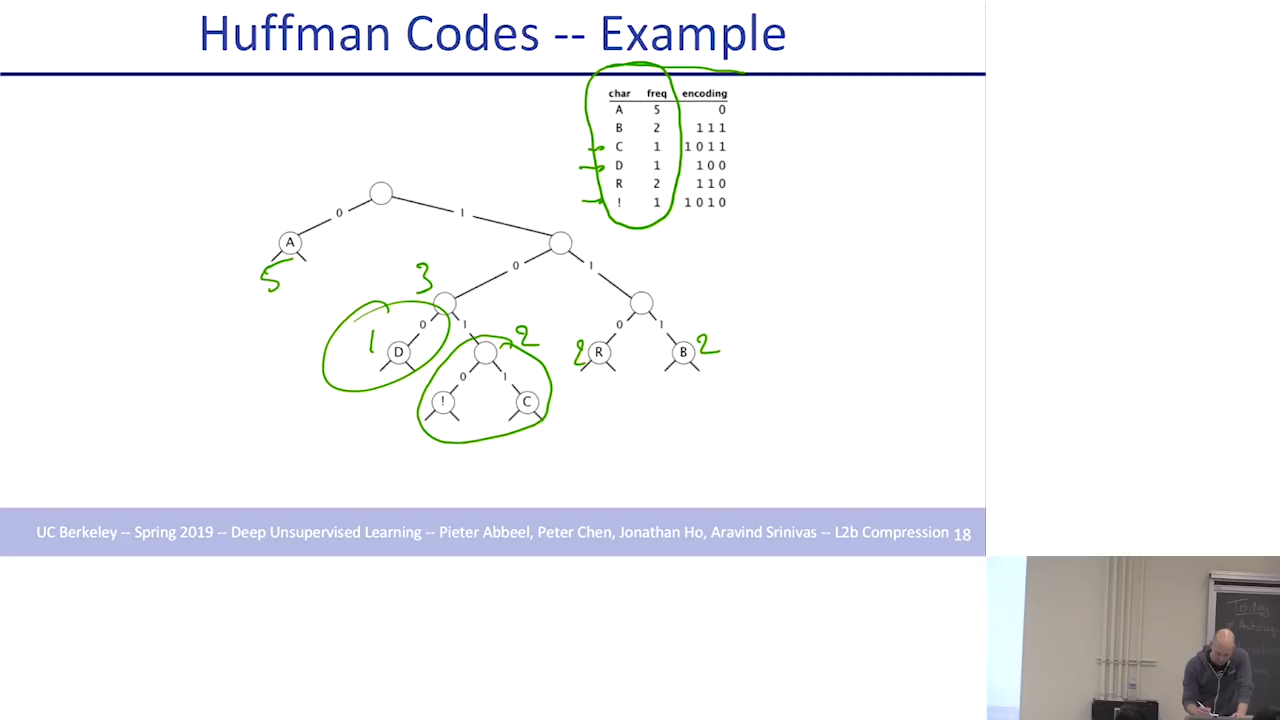 Huffman Codes -- Example
char freq encoding
A 5 0
B 2 1 1 1
C 1 1 0 1 1
D 1 1 0 0
R 2 1 1 0
! 1 1 0 1 0
0 1
A
5
0 1
3
0 1 0 1
1 D 2 2 R B 2
0 1
! C
UC Berkeley -- Spring 2019 -- Deep Unsupervised Learning -- Pieter Abbeel, Peter Chen, Jonathan Ho, Aravind Srinivas -- L2b Compression 18
Today